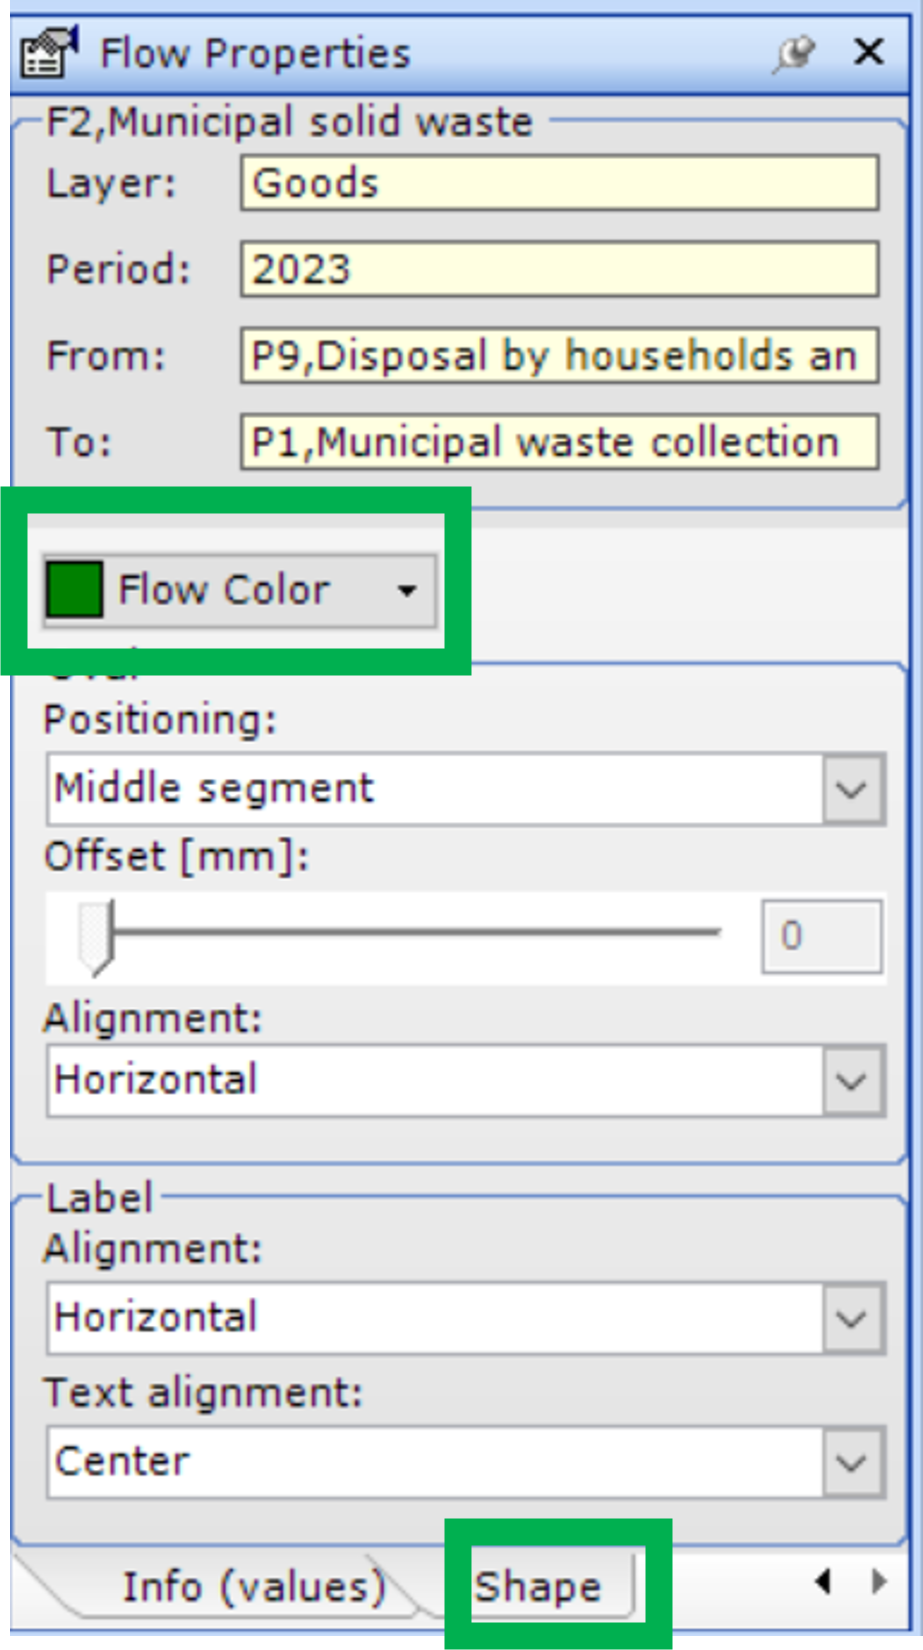 Flow Properties
F2,Municipal solid waste
Layer: Goods
Period: 2023
From: P9,Disposal by households an
To: P1,Municipal waste collection
Flow Color
Positioning:
Middle segment
Offset [mm]:
0
Alignment:
Horizontal
Label
Alignment:
Horizontal
Text alignment:
Center
Info (values) Shape